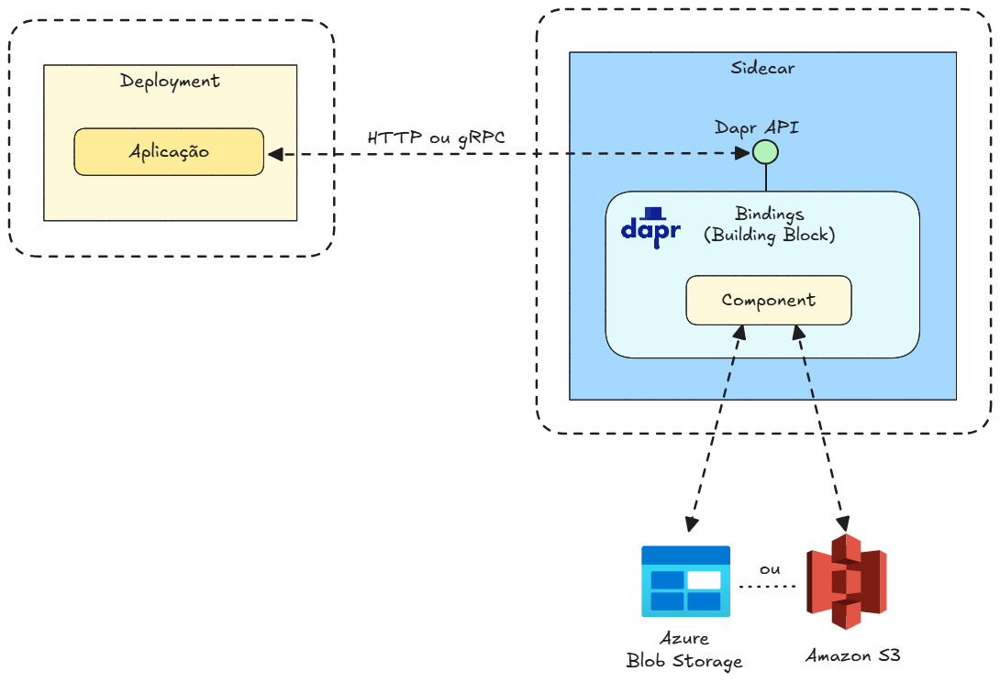 Deployment
Aplicação
HTTP ou gRPC
Sidecar
Dapr API
dapr
Bindings
(Building Block)
Component
ou
Azure
Blob Storage
Amazon S3